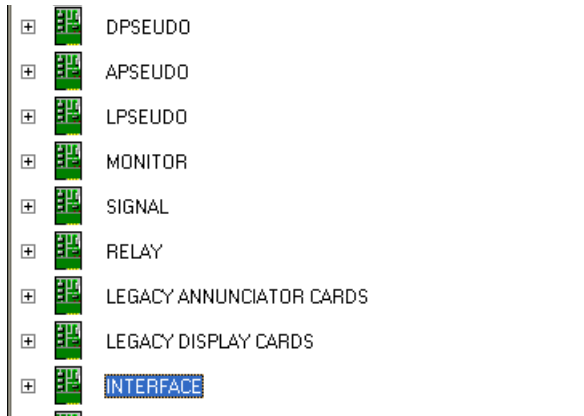 DPSEUDO
APSEUDO
LPSEUDO
MONITOR
SIGNAL
RELAY
LEGACY ANNUNCIATOR CARDS
LEGACY DISPLAY CARDS
INTERFACE